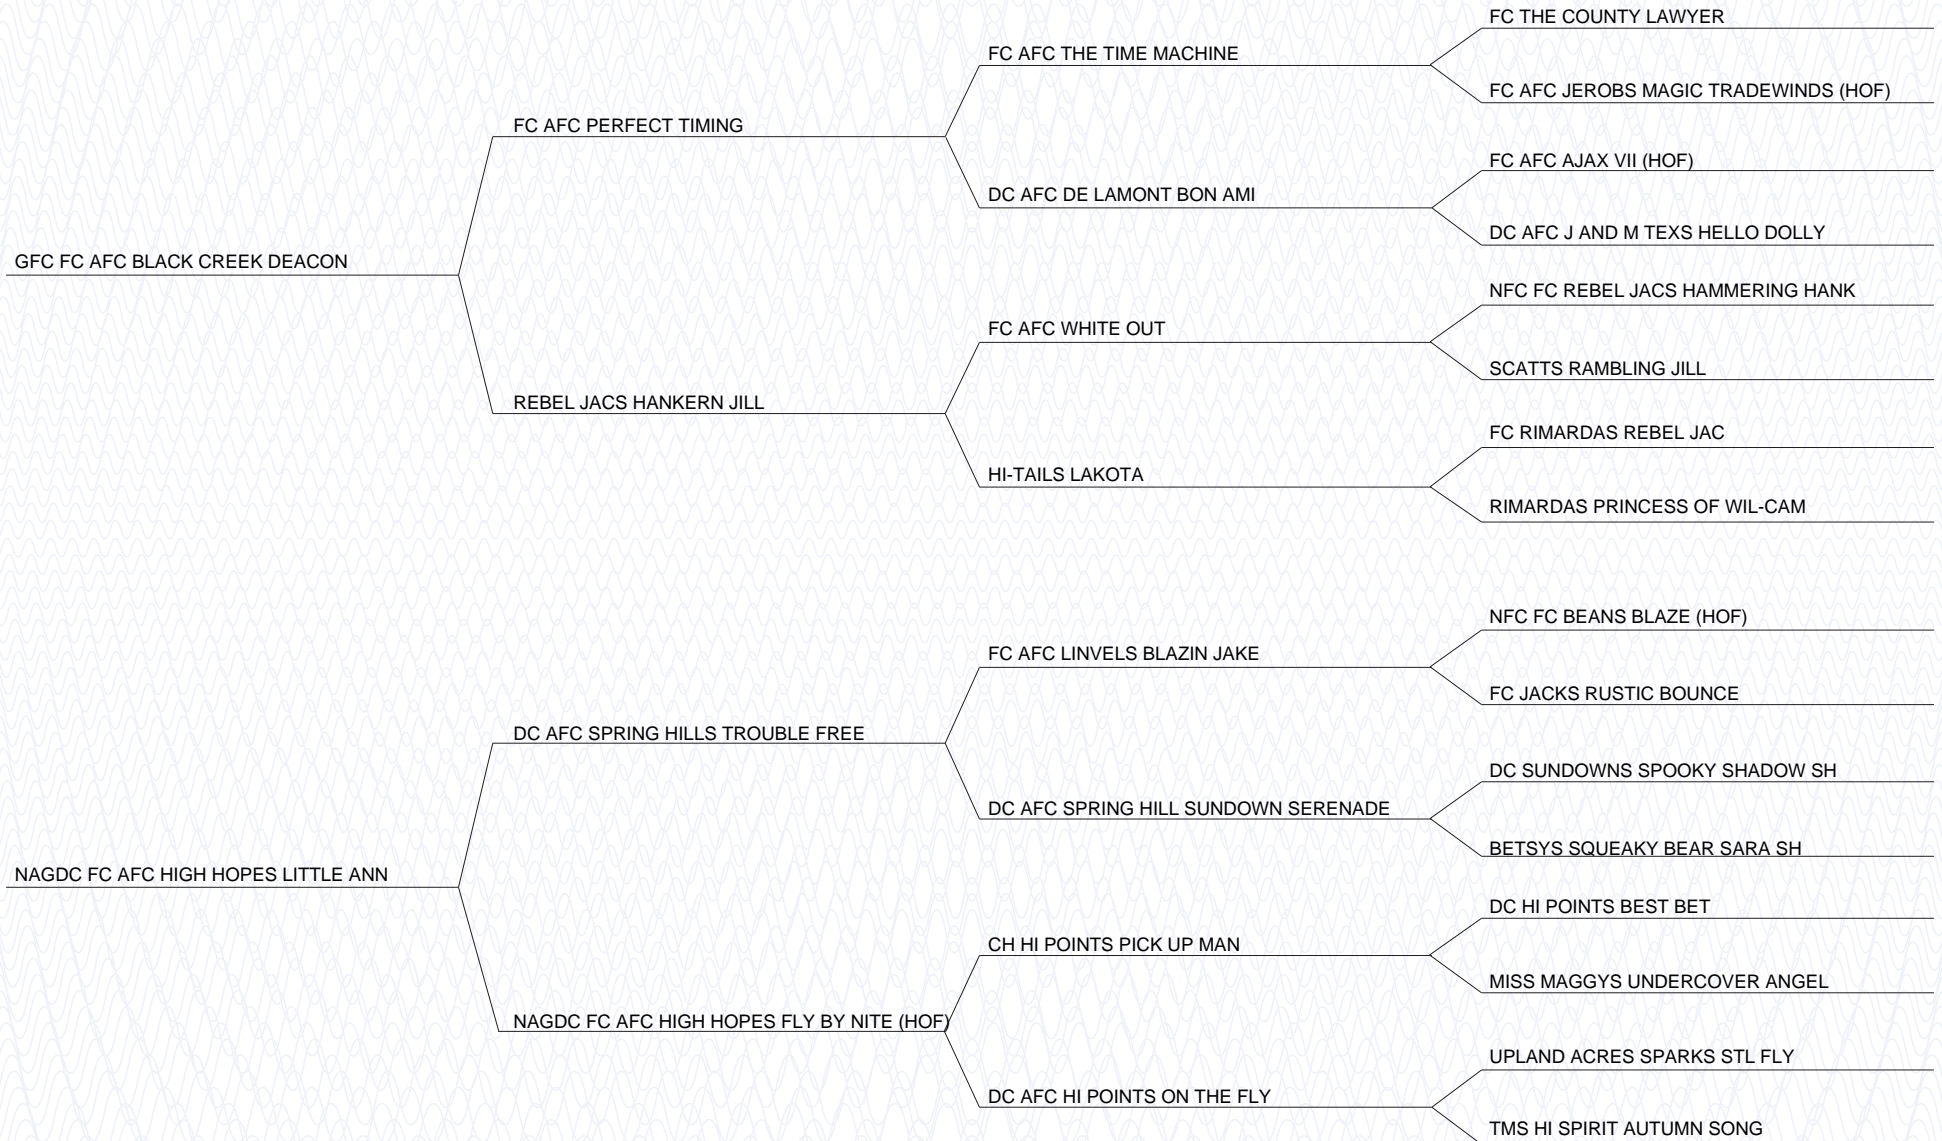 FC THE COUNTY LAWYER
FC AFC THE TIME MACHINE
FC AFC JEROBS MAGIC TRADEWINDS (HOF)
FC AFC PERFECT TIMING
FC AFC AJAX VII (HOF)
DC AFC DE LAMONT BON AMI
DC AFC J AND M TEXS HELLO DOLLY
GFC FC AFC BLACK CREEK DEACON
NFC FC REBEL JACS HAMMERING HANK
FC AFC WHITE OUT
SCATTS RAMBLING JILL
REBEL JACS HANKERN JILL
FC RIMARDAS REBEL JAC
HI-TAILS LAKOTA
RIMARDAS PRINCESS OF WIL-CAM
NFC FC BEANS BLAZE (HOF)
FC AFC LINVELS BLAZIN JAKE
FC JACKS RUSTIC BOUNCE
DC AFC SPRING HILLS TROUBLE FREE
DC SUNDOWNS SPOOKY SHADOW SH
DC AFC SPRING HILL SUNDOWN SERENADE
BETSYS SQUEAKY BEAR SARA SH
NAGDC FC AFC HIGH HOPES LITTLE ANN
DC HI POINTS BEST BET
CH HI POINTS PICK UP MAN
MISS MAGGYS UNDERCOVER ANGEL
NAGDC FC AFC HIGH HOPES FLY BY NITE (HOF)
UPLAND ACRES SPARKS STL FLY
DC AFC HI POINTS ON THE FLY
TMS HI SPIRIT AUTUMN SONG